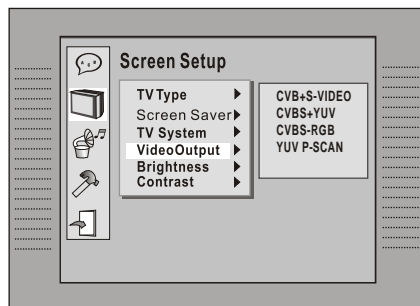 Screen Setup
TV Type
Screen Saver
TV System
VideoOutput
Brightness
Contrast
CVB+S-VIDEO
CVBS+YUV
CVBS-RGB
YUV P-SCAN